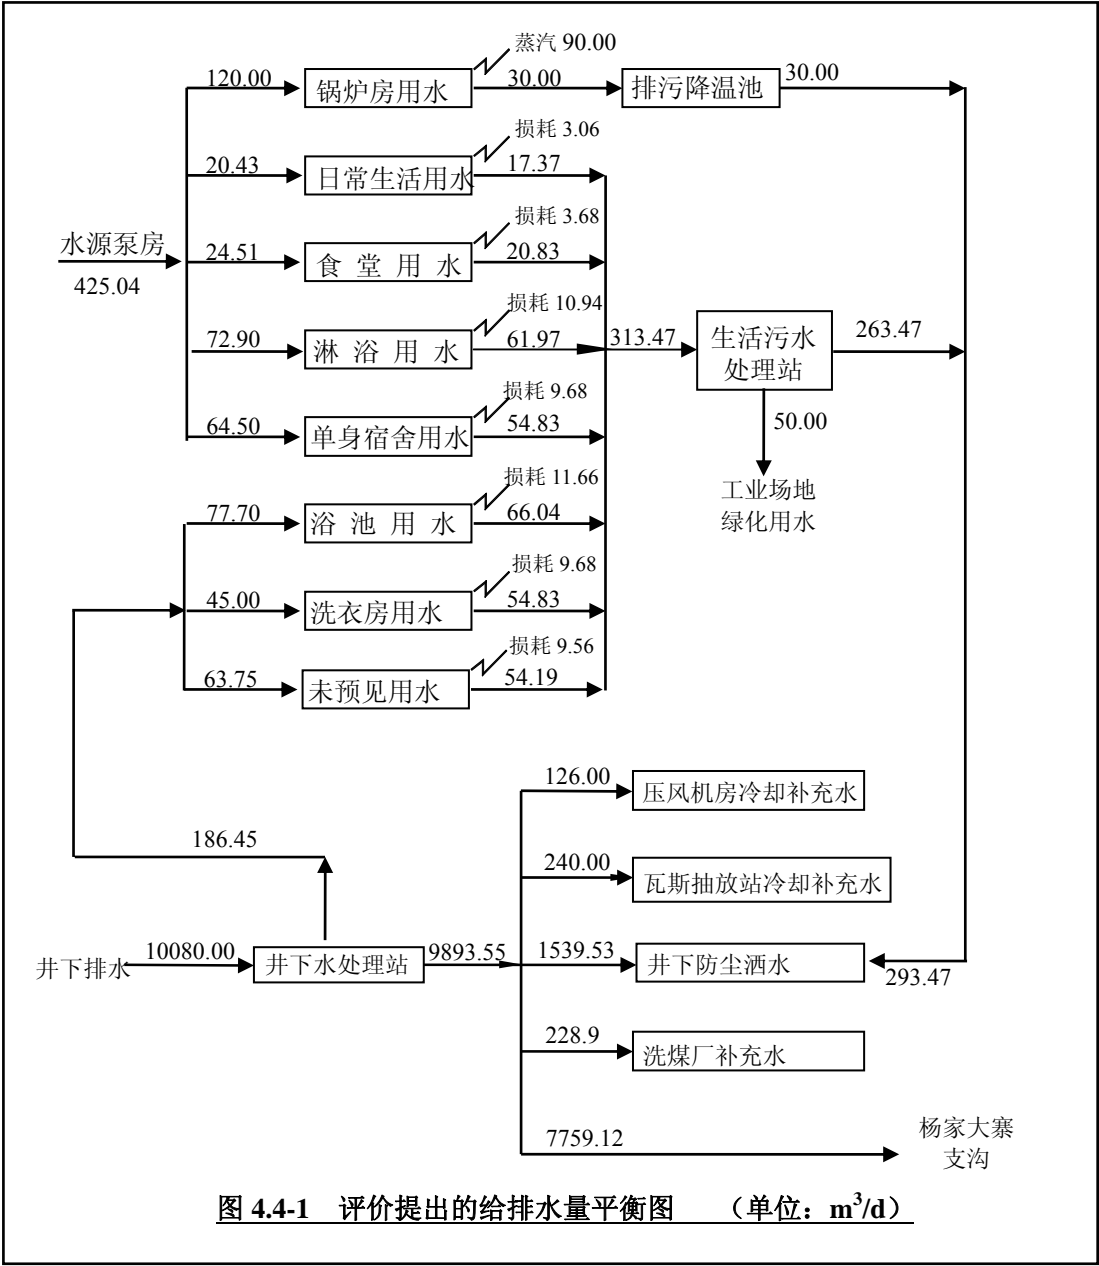 蒸汽 90.00
120.00
锅炉房用水
30.00
排污降温池
30.00
损耗 3.06
20.43
日常生活用水
17.37
损耗 3.68
水源泵房
425.04
24.51
食堂用水
20.83
损耗 10.94
72.90
淋浴用水
61.97
313.47
生活污水
处理站
263.47
损耗 9.68
64.50
单身宿舍用水
54.83
50.00
工业场地
绿化用水
损耗 11.66
77.70
浴池用水
66.04
损耗 9.68
45.00
洗衣房用水
54.83
损耗 9.56
63.75
未预见用水
54.19
126.00
压风机房冷却补充水
186.45
240.00
瓦斯抽放站冷却补充水
井下排水
10080.00
井下水处理站
9893.55
1539.53
井下防尘洒水
293.47
228.9
洗煤厂补充水
7759.12
杨家大寨
支沟
图 4.4-1 评价提出的给排水量平衡图 （单位：m³/d）